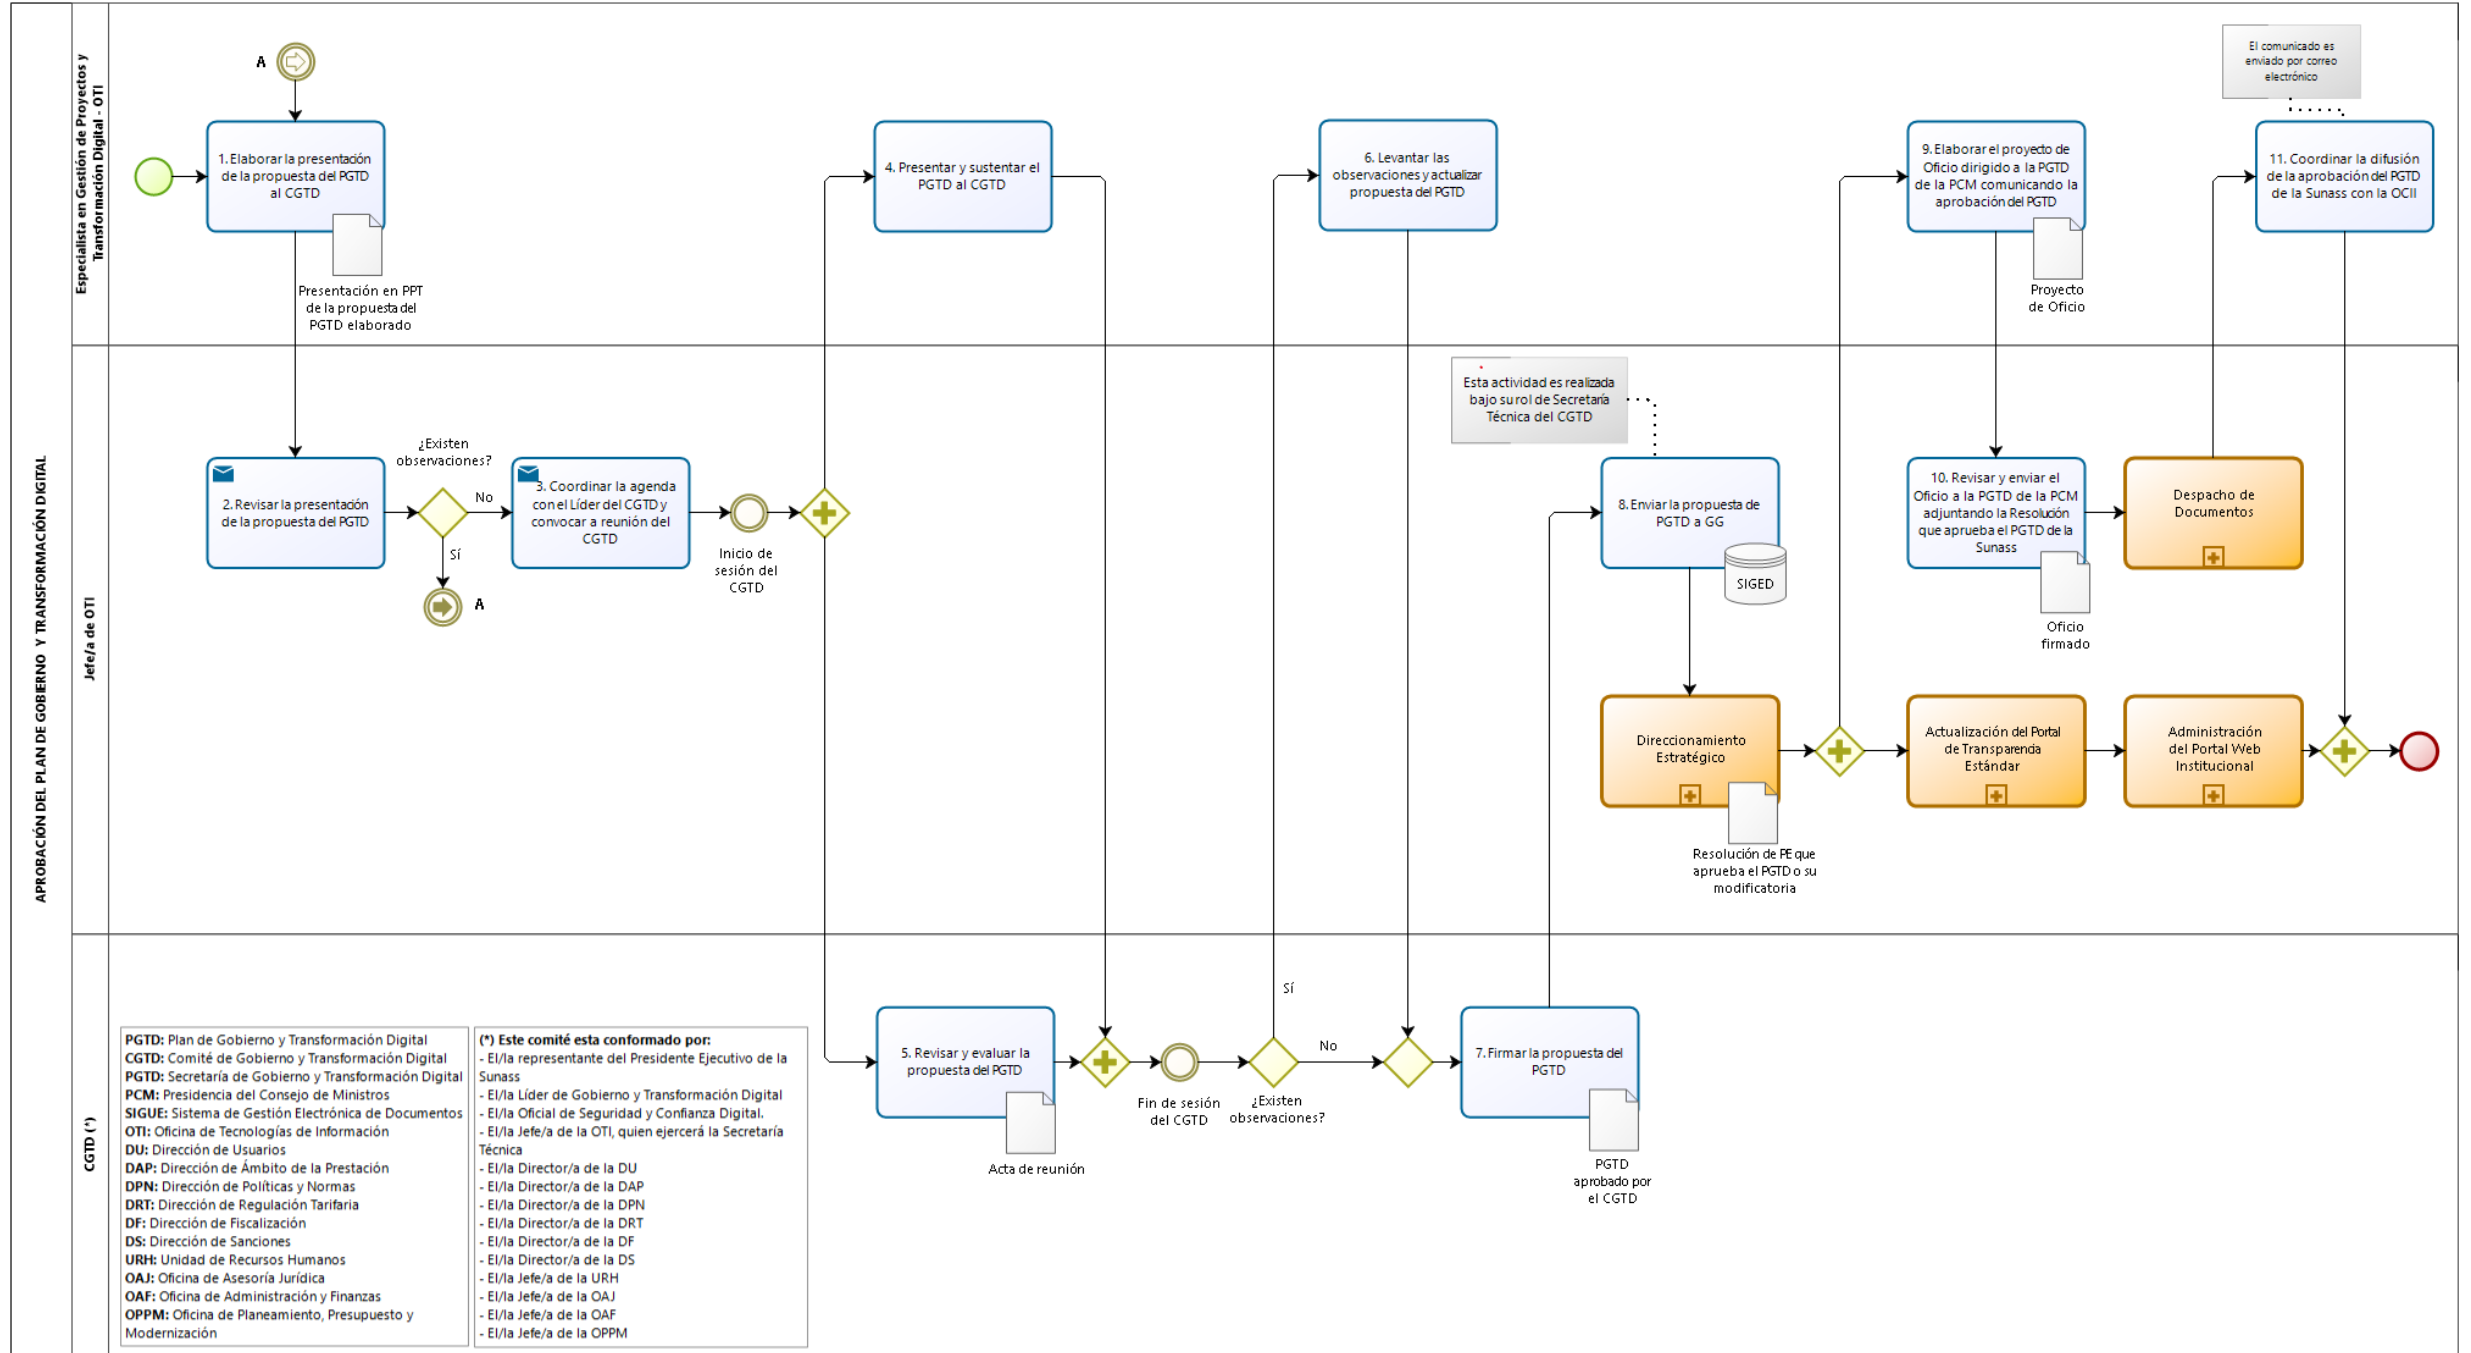 APROBACIÓN DEL PLAN DE GOBIERNO Y TRANSFORMACIÓN DIGITAL
Especialista en Gestión de Proyectos y
Transformación Digital - OTI
A
1. Elaborar la presentación
de la propuesta del PGTD
al CGTD
Presentación en PPT
de la propuesta del
PGTD elaborado
4. Presentar y sustentar el
PGTD al CGTD
6. Levantar las
observaciones y actualizar
propuesta del PGTD
9. Elaborar el proyecto de
Oficio dirigido a la PGTD
de la PCM comunicando la
aprobación del PGTD
Proyecto
de Oficio
El comunicado es
enviado por correo
electrónico
11. Coordinar la difusión
de la aprobación del PGTD
de la Sunass con la OCII
Jefe/a de OTI
2. Revisar la presentación
de la propuesta del PGTD
¿Existen
observaciones?
No
Sí
A
3. Coordinar la agenda
con el Líder del CGTD y
convocar a reunión del
CGTD
Inicio de
sesión del
CGTD
Esta actividad es realizada
bajo su rol de Secretaría
Técnica del CGTD
8. Enviar la propuesta de
PGTD a GG
SIGED
10. Revisar y enviar el
Oficio a la PGTD de la PCM
adjuntando la Resolución
que aprueba el PGTD de la
Sunass
Oficio
firmado
Despacho de
Documentos
Direccionamiento
Estratégico
Resolución de PE que
aprueba el PGTD o su
modificatoria
Actualización del Portal
de Transparencia
Estándar
Administración
del Portal Web
Institucional
CGTD (*)
PGTD: Plan de Gobierno y Transformación Digital
CGTD: Comité de Gobierno y Transformación Digital
PGTD: Secretaría de Gobierno y Transformación Digital
PCM: Presidencia del Consejo de Ministros
SIGUE: Sistema de Gestión Electrónica de Documentos
OTI: Oficina de Tecnologías de Información
DU: Dirección de Usuarios
DAP: Dirección de Ámbito de la Prestación
DPN: Dirección de Políticas y Normas
DRT: Dirección de Regulación Tarifaria
DF: Dirección de Fiscalización
DS: Dirección de Sanciones
URH: Unidad de Recursos Humanos
OAJ: Oficina de Asesoría Jurídica
OAF: Oficina de Administración y Finanzas
OPPM: Oficina de Planeamiento, Presupuesto y
Modernización
(*) Este comité esta conformado por:
- El/la representante del Presidente Ejecutivo de la
Sunass
- El/la Líder de Gobierno y Transformación Digital
- El/la Oficial de Seguridad y Confianza Digital.
- El/la Jefe/a de la OTI, quien ejercerá la Secretaría
Técnica
- El/la Director/a de la DU
- El/la Director/a de la DAP
- El/la Director/a de la DPN
- El/la Director/a de la DRT
- El/la Director/a de la DF
- El/la Director/a de la DS
- El/la Jefe/a de la URH
- El/la Jefe/a de la OAJ
- El/la Jefe/a de la OAF
- El/la Jefe/a de la OPPM
5. Revisar y evaluar la
propuesta del PGTD
Acta de reunión
Fin de sesión
del CGTD
¿Existen
observaciones?
Sí
No
7. Firmar la propuesta del
PGTD
PGTD
aprobado por
el CGTD